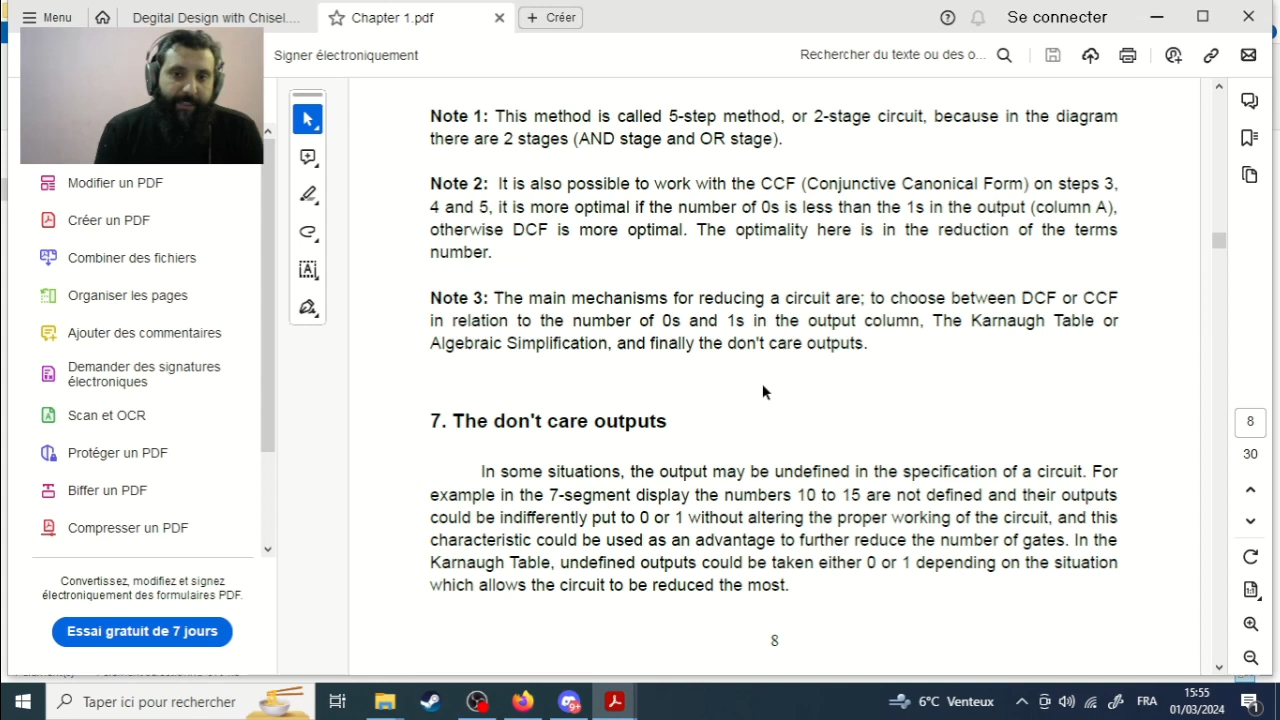 Menu
Degital Design with Chisel....
Chapter 1.pdf
Créer
Se connecter
Signer électroniquement
Rechercher du texte ou des o...
Modifier un PDF
Créer un PDF
Combiner des fichiers
Organiser les pages
Ajouter des commentaires
Demander des signatures
électroniques
Scan et OCR
Protéger un PDF
Biffer un PDF
Compresser un PDF
Convertissez, modifiez et signez
électroniquement des formulaires PDF.
Essai gratuit de 7 jours
Note 1: This method is called 5-step method, or 2-stage circuit, because in the diagram
there are 2 stages (AND stage and OR stage).
Note 2: It is also possible to work with the CCF (Conjunctive Canonical Form) on steps 3,
4 and 5, it is more optimal if the number of 0s is less than the 1s in the output (column A),
otherwise DCF is more optimal. The optimality here is in the reduction of the terms
number.
Note 3: The main mechanisms for reducing a circuit are; to choose between DCF or CCF
in relation to the number of 0s and 1s in the output column, The Karnaugh Table or
Algebraic Simplification, and finally the don't care outputs.
7. The don't care outputs
In some situations, the output may be undefined in the specification of a circuit. For
example in the 7-segment display the numbers 10 to 15 are not defined and their outputs
could be indifferently put to 0 or 1 without altering the proper working of the circuit, and this
characteristic could be used as an advantage to further reduce the number of gates. In the
Karnaugh Table, undefined outputs could be taken either 0 or 1 depending on the situation
which allows the circuit to be reduced the most.
8
8
30
1:1
Taper ici pour rechercher
9+
6°C Venteux
FRA
15:55
01/03/2024
1